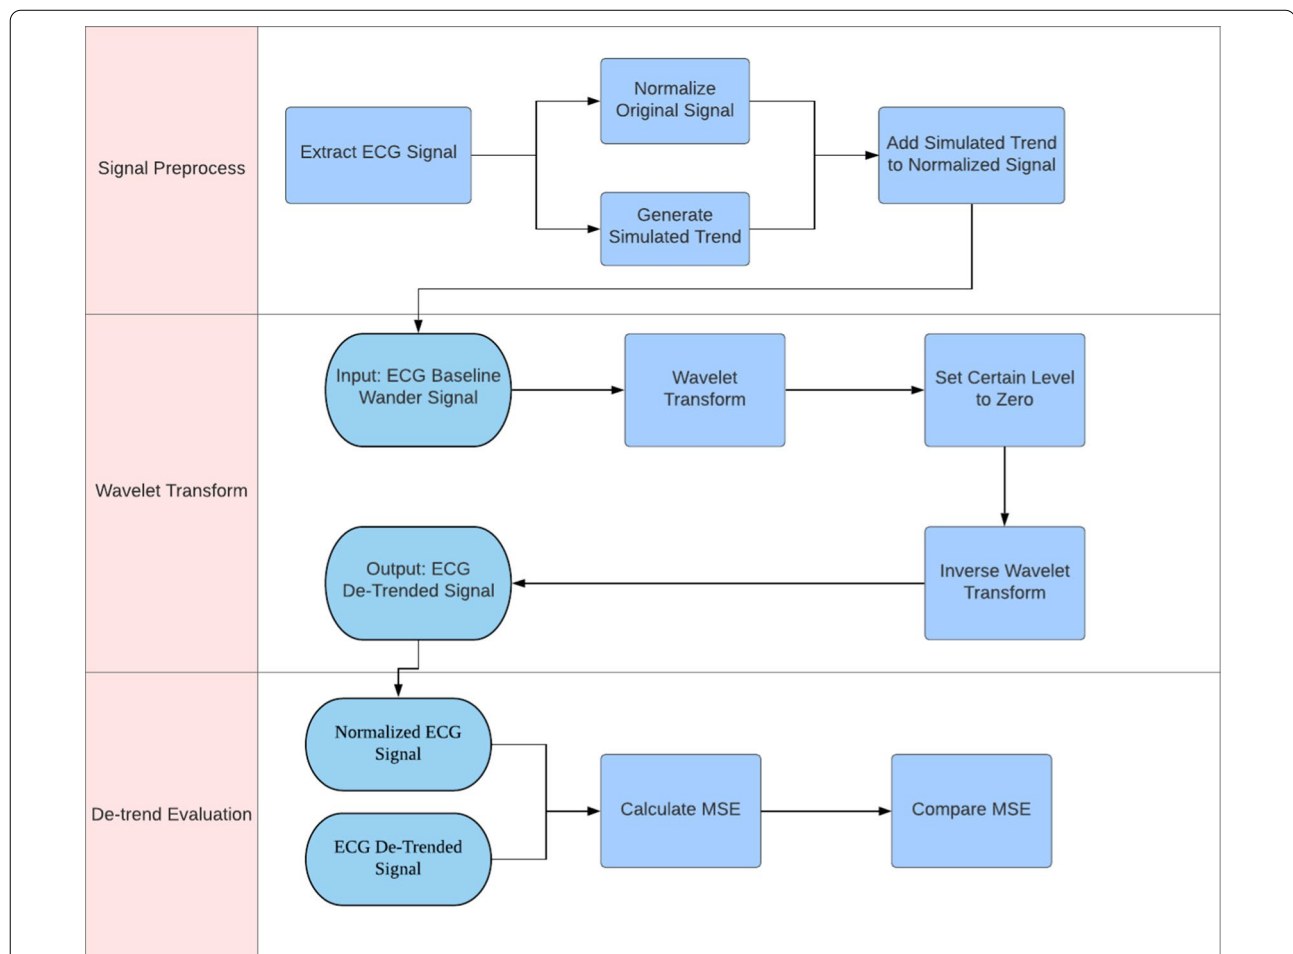 Signal Preprocess
Extract ECG Signal
Normalize
Original Signal
Generate
Simulated Trend
Add Simulated Trend
to Normalized Signal
Wavelet Transform
Input: ECG Baseline
Wander Signal
Wavelet
Transform
Set Certain Level
to Zero
Inverse Wavelet
Transform
Output: ECG
De-Trended Signal
De-trend Evaluation
Normalized ECG
Signal
ECG De-Trended
Signal
Calculate MSE
Compare MSE